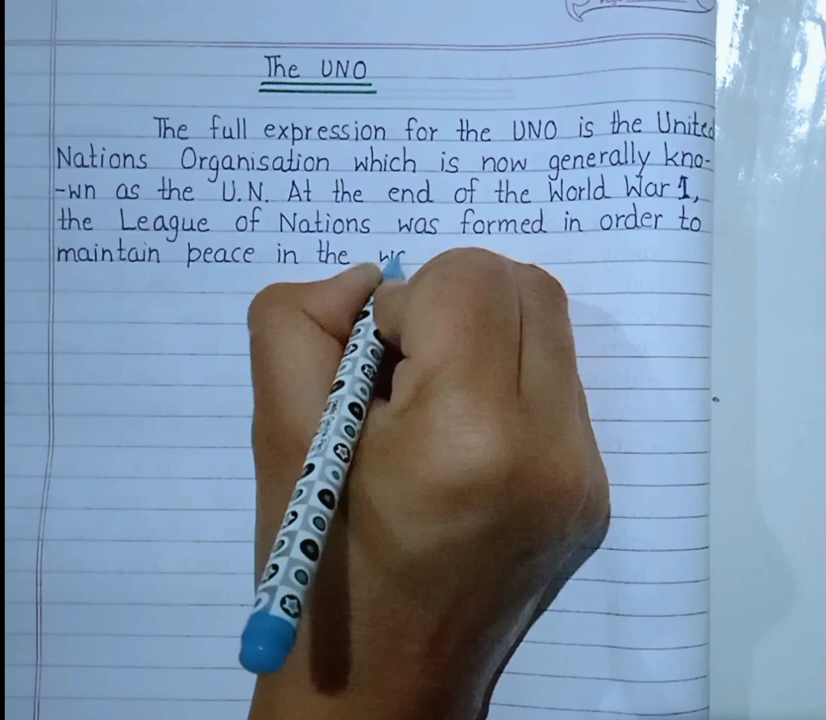 The UNO
The full expression for the UNO is the United
Nations Organisation which is now generally kno-
-wn as the U.N. At the end of the World War 1,
the League of Nations was formed in order to
maintain peace in the